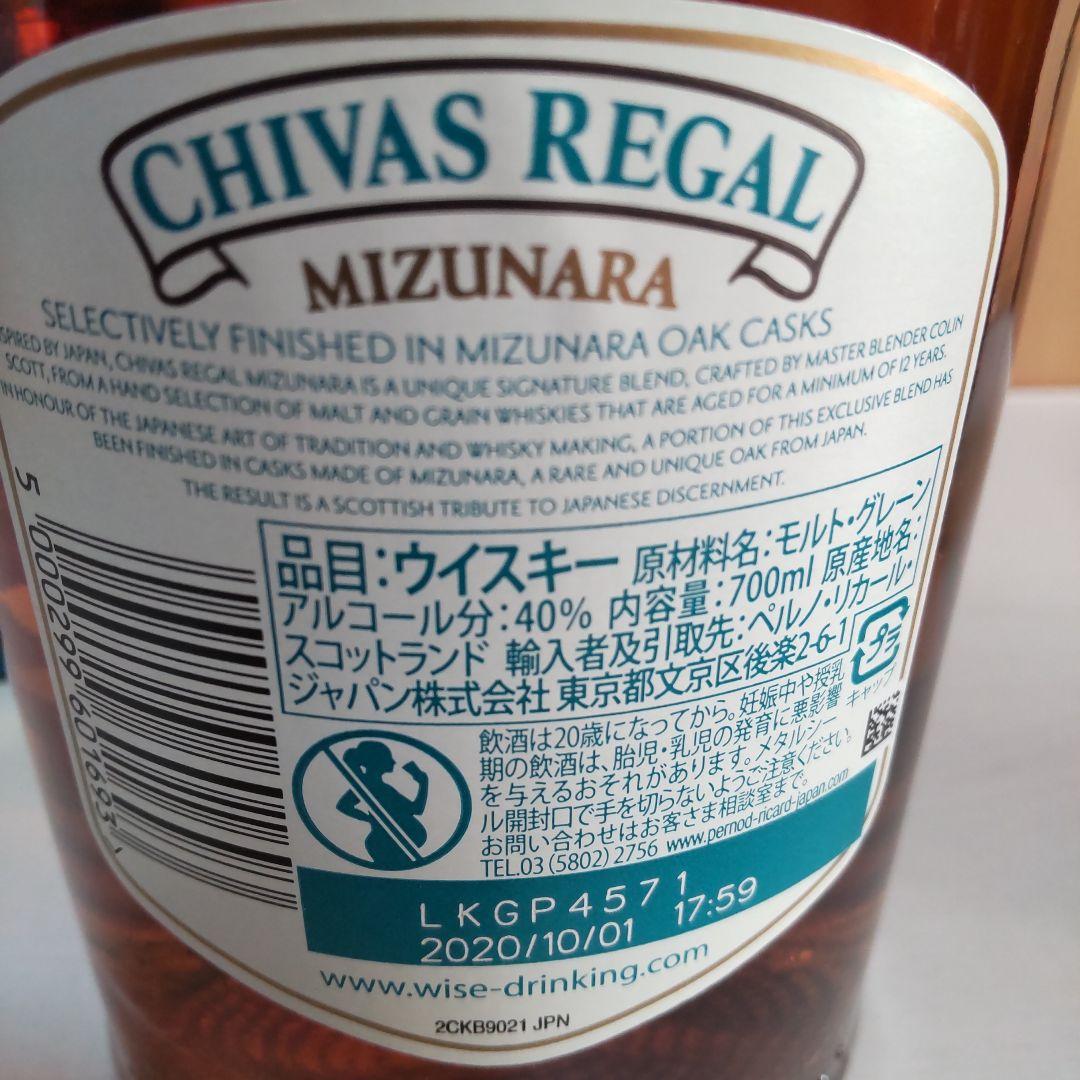 CHIVAS REGAL
MIZUNARA
SELECTIVELY FINISHED IN MIZUNARA OAK CASKS
SPIRED BY JAPAN, CHIVAS REGAL MIZUNARA IS A UNIQUE SIGNATURE BLEND, CRAFTED BY MASTER BLENDER COLIN
SCOTT, FROM A HAND SELECTION OF MALT AND GRAIN WHISKIES THAT ARE AGED FOR A MINIMUM OF 12 YEARS.
IN HONOUR OF THE JAPANESE ART OF TRADITION AND WHISKY MAKING, A PORTION OF THIS EXCLUSIVE BLEND HAS
BEEN FINISHED IN CASKS MADE OF MIZUNARA, A RARE AND UNIQUE OAK FROM JAPAN.
THE RESULT IS A SCOTTISH TRIBUTE TO JAPANESE DISCERNMENT.
品目:ウイスキー 原材料名:モルト・グレーン
アルコール分:40% 内容量:700ml 原産地名:
スコットランド 輸入者及引取先:ペルノ・リカール・
ジャパン株式会社 東京都文京区後楽2-6-1
プラ
キャップ
飲酒は20歳になってから。妊娠中や授乳
期の飲酒は、胎児・乳児の発育に悪影響
を与えるおそれがあります。メタルシー
ル開封口で手を切らないようご注意ください。
お問い合わせはお客さま相談室まで。
TEL.03 (5802) 2756 www.pernod-ricard-japan.com
5 000299 601693
LKGP4571
2020/10/01 17:59
www.wise-drinking.com
2CKB9021 JPN